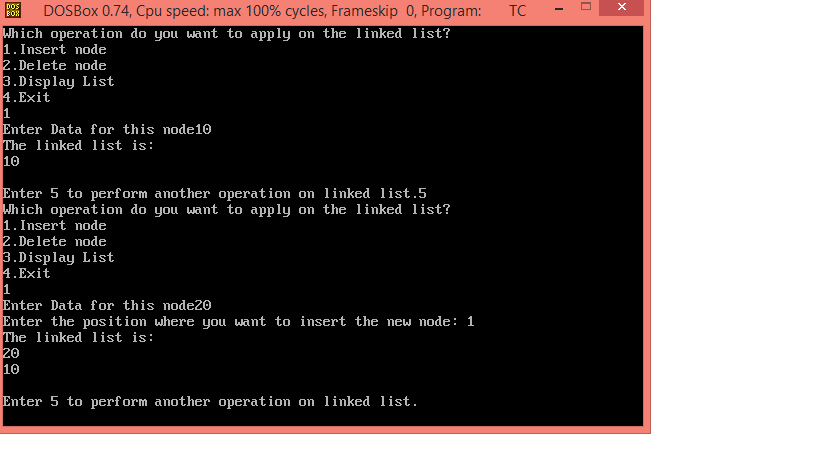 DOS BOX
DOSBox 0.74, Cpu speed: max 100% cycles, Frameskip 0, Program: TC
Which operation do you want to apply on the linked list?
1.Insert node
2.Delete node
3.Display List
4.Exit
1
Enter Data for this node10
The linked list is:
10
Enter 5 to perform another operation on linked list.5
Which operation do you want to apply on the linked list?
1.Insert node
2.Delete node
3.Display List
4.Exit
1
Enter Data for this node20
Enter the position where you want to insert the new node: 1
The linked list is:
20
10
Enter 5 to perform another operation on linked list.